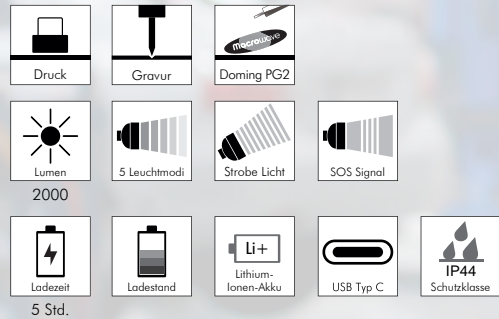 macrowave
Druck Gravur Doming PG2
Lumen 5 Leuchtmodi Strobe Licht SOS Signal
2000
Li+
IP44
Ladezeit Ladestand Lithium-
Ionen-Akku USB Typ C Schutzklasse
5 Std.